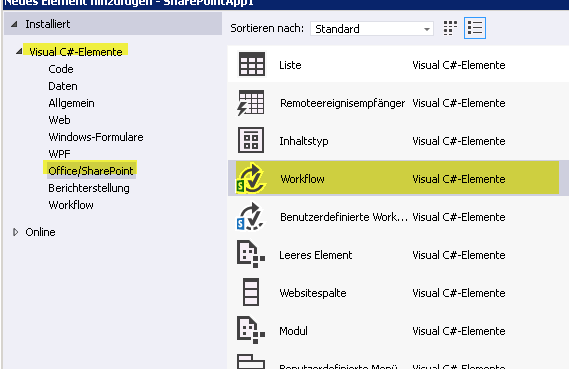 Neues Element hinzufügen - SharePointApp1
Installiert
Sortieren nach: Standard
Visual C#-Elemente
Code
Daten
Allgemein
Web
Windows-Formulare
WPF
Office/SharePoint
Berichterstellung
Workflow
Online
Liste Visual C#-Elemente
Remoteereignisempfänger Visual C#-Elemente
Inhaltstyp Visual C#-Elemente
Workflow Visual C#-Elemente
Benutzerdefinierte Work... Visual C#-Elemente
Leeres Element Visual C#-Elemente
Websitespalte Visual C#-Elemente
Modul Visual C#-Elemente
Benutzerdefinierte Menü... Visual C#-Elemente